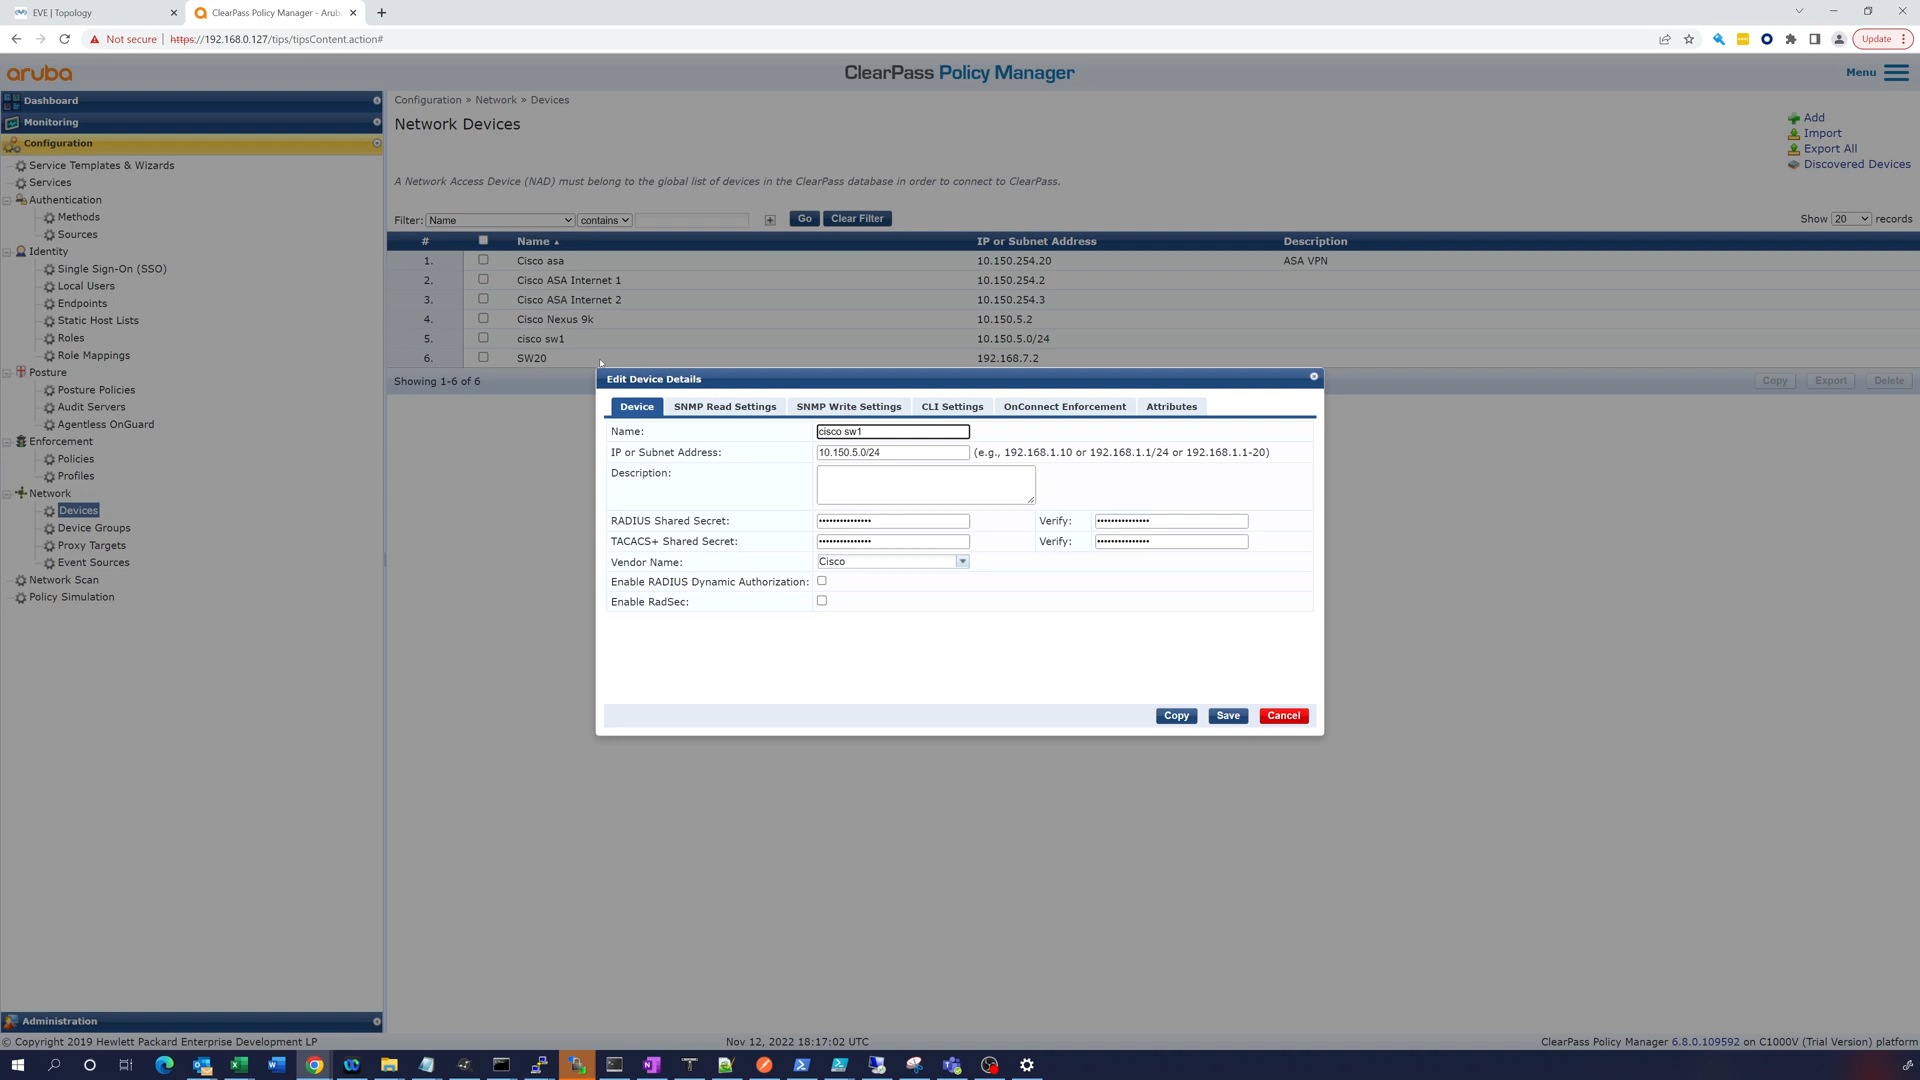 EVE | Topology
ClearPass Policy Manager - Aruba
Not secure | https://192.168.0.127/tips/tipsContent.action#
Update
aruba
ClearPass Policy Manager
Menu
Dashboard
Monitoring
Configuration
Service Templates & Wizards
Services
Authentication
Methods
Sources
Identity
Single Sign-On (SSO)
Local Users
Endpoints
Static Host Lists
Roles
Role Mappings
Posture
Posture Policies
Audit Servers
Agentless OnGuard
Enforcement
Policies
Profiles
Network
Devices
Device Groups
Proxy Targets
Event Sources
Network Scan
Policy Simulation
Administration
Configuration » Network » Devices
Network Devices
Add
Import
Export All
Discovered Devices
A Network Access Device (NAD) must belong to the global list of devices in the ClearPass database in order to connect to ClearPass.
Filter: Name contains Go Clear Filter Show 20 records
# Name IP or Subnet Address Description
1. Cisco asa 10.150.254.20 ASA VPN
2. Cisco ASA Internet 1 10.150.254.2
3. Cisco ASA Internet 2 10.150.254.3
4. Cisco Nexus 9k 10.150.5.2
5. cisco sw1 10.150.5.0/24
6. SW20 192.168.7.2
Showing 1-6 of 6 Copy Export Delete
Edit Device Details
Device SNMP Read Settings SNMP Write Settings CLI Settings OnConnect Enforcement Attributes
Name: cisco sw1
IP or Subnet Address: 10.150.5.0/24 (e.g., 192.168.1.10 or 192.168.1.1/24 or 192.168.1.1-20)
Description:
RADIUS Shared Secret: ••••••••••••••• Verify: •••••••••••••••
TACACS+ Shared Secret: ••••••••••••••• Verify: •••••••••••••••
Vendor Name: Cisco
Enable RADIUS Dynamic Authorization:
Enable RadSec:
Copy Save Cancel
© Copyright 2019 Hewlett Packard Enterprise Development LP Nov 12, 2022 18:17:02 UTC ClearPass Policy Manager 6.8.0.109592 on C1000V (Trial Version) platform